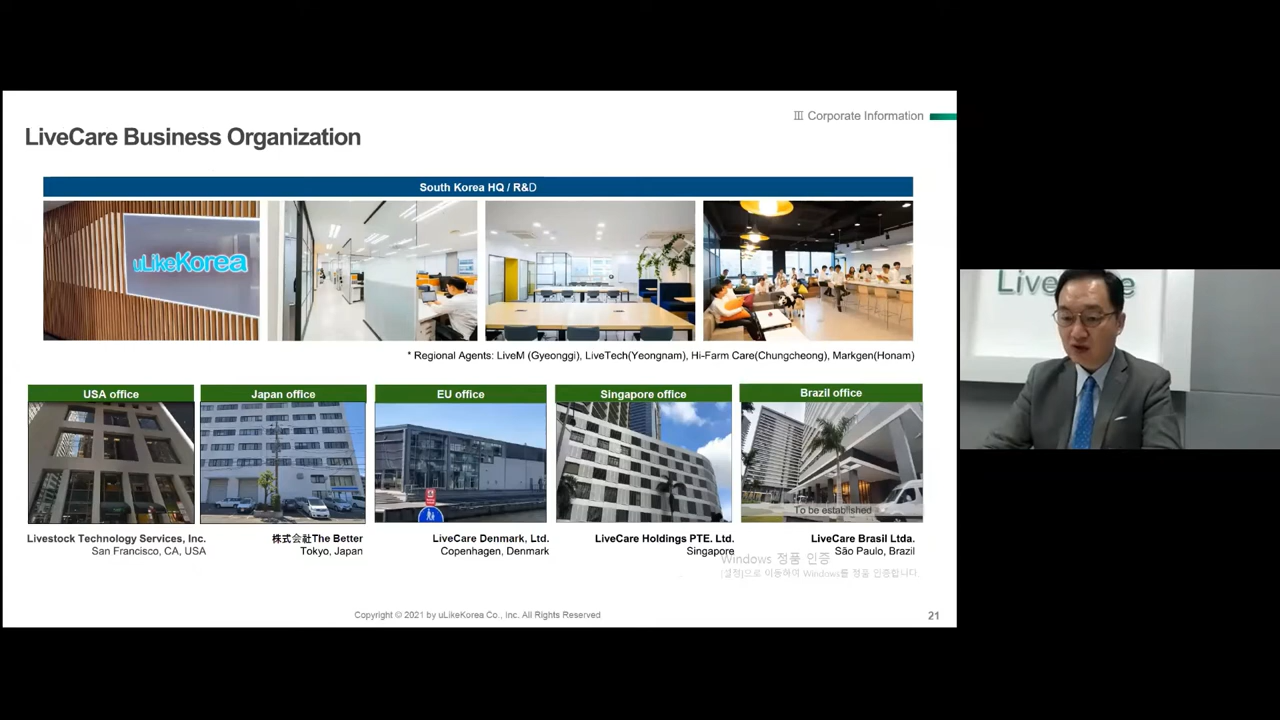 Ⅲ Corporate Information
LiveCare Business Organization
South Korea HQ / R&D
uLikeKorea
* Regional Agents: LiveM (Gyeonggi), LiveTech(Yeongnam), Hi-Farm Care(Chungcheong), Markgen(Honam)
USA office
Japan office
EU office
Singapore office
Brazil office
To be established
Livestock Technology Services, Inc.
San Francisco, CA, USA
株式会社The Better
Tokyo, Japan
LiveCare Denmark, Ltd.
Copenhagen, Denmark
LiveCare Holdings PTE. Ltd.
Singapore
LiveCare Brasil Ltda.
São Paulo, Brazil
Windows 정품 인증
[설정]으로 이동하여 Windows를 정품 인증합니다.
Copyright © 2021 by uLikeKorea Co., Inc. All Rights Reserved
21